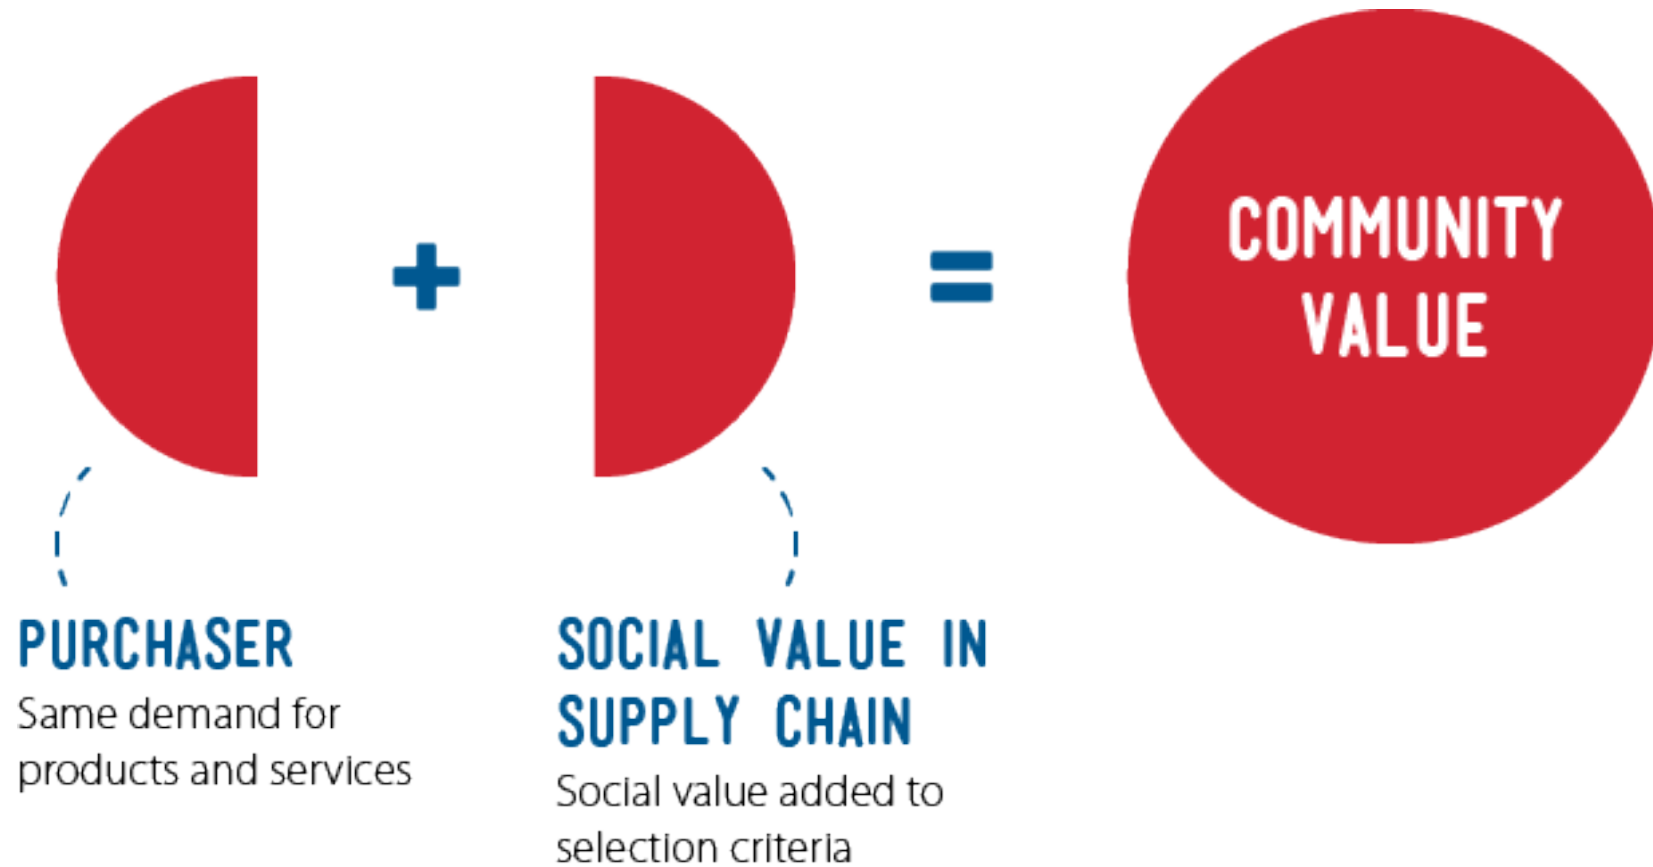 COMMUNITY
VALUE
PURCHASER
Same demand for
products and services
SOCIAL VALUE IN
SUPPLY CHAIN
Social value added to
selection criteria